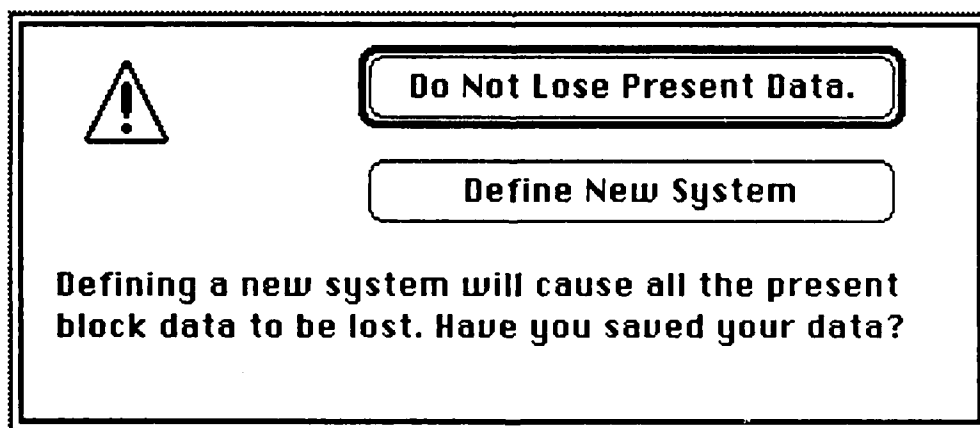 Do Not Lose Present Data.
Define New System
Defining a new system will cause all the present
block data to be lost. Have you saved your data?